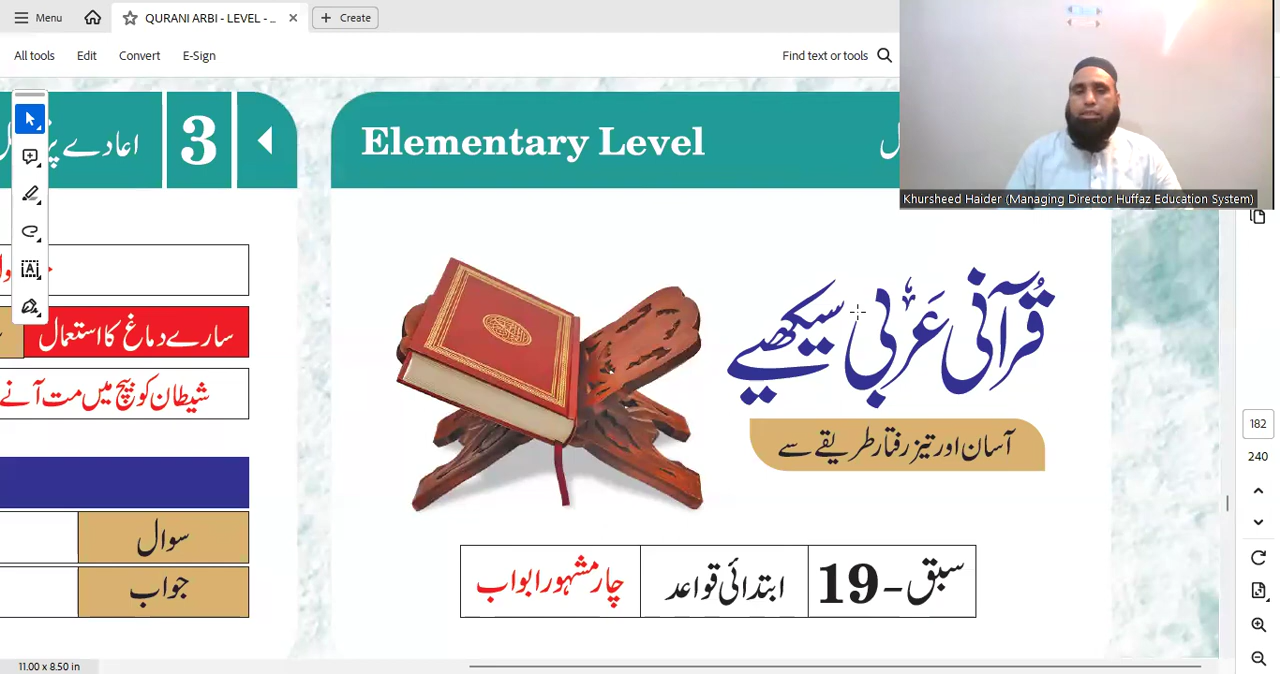 Menu
QURANI ARBI - LEVEL - ...
Create
All tools Edit Convert E-Sign
Find text or tools
Khursheed Haider (Managing Director Huffaz Education System)
Elementary Level
3
اعادے
قُرآنی عَربی سیکھیے
آسان اور تیز رفتار طریقے سے
سبق - 19
ابتدائی قواعد
چار مشہور ابواب
سارے دماغ کا استعمال
شیطان کو بیچ میں مت آنے
سوال
جواب
182
240
11.00 x 8.50 in